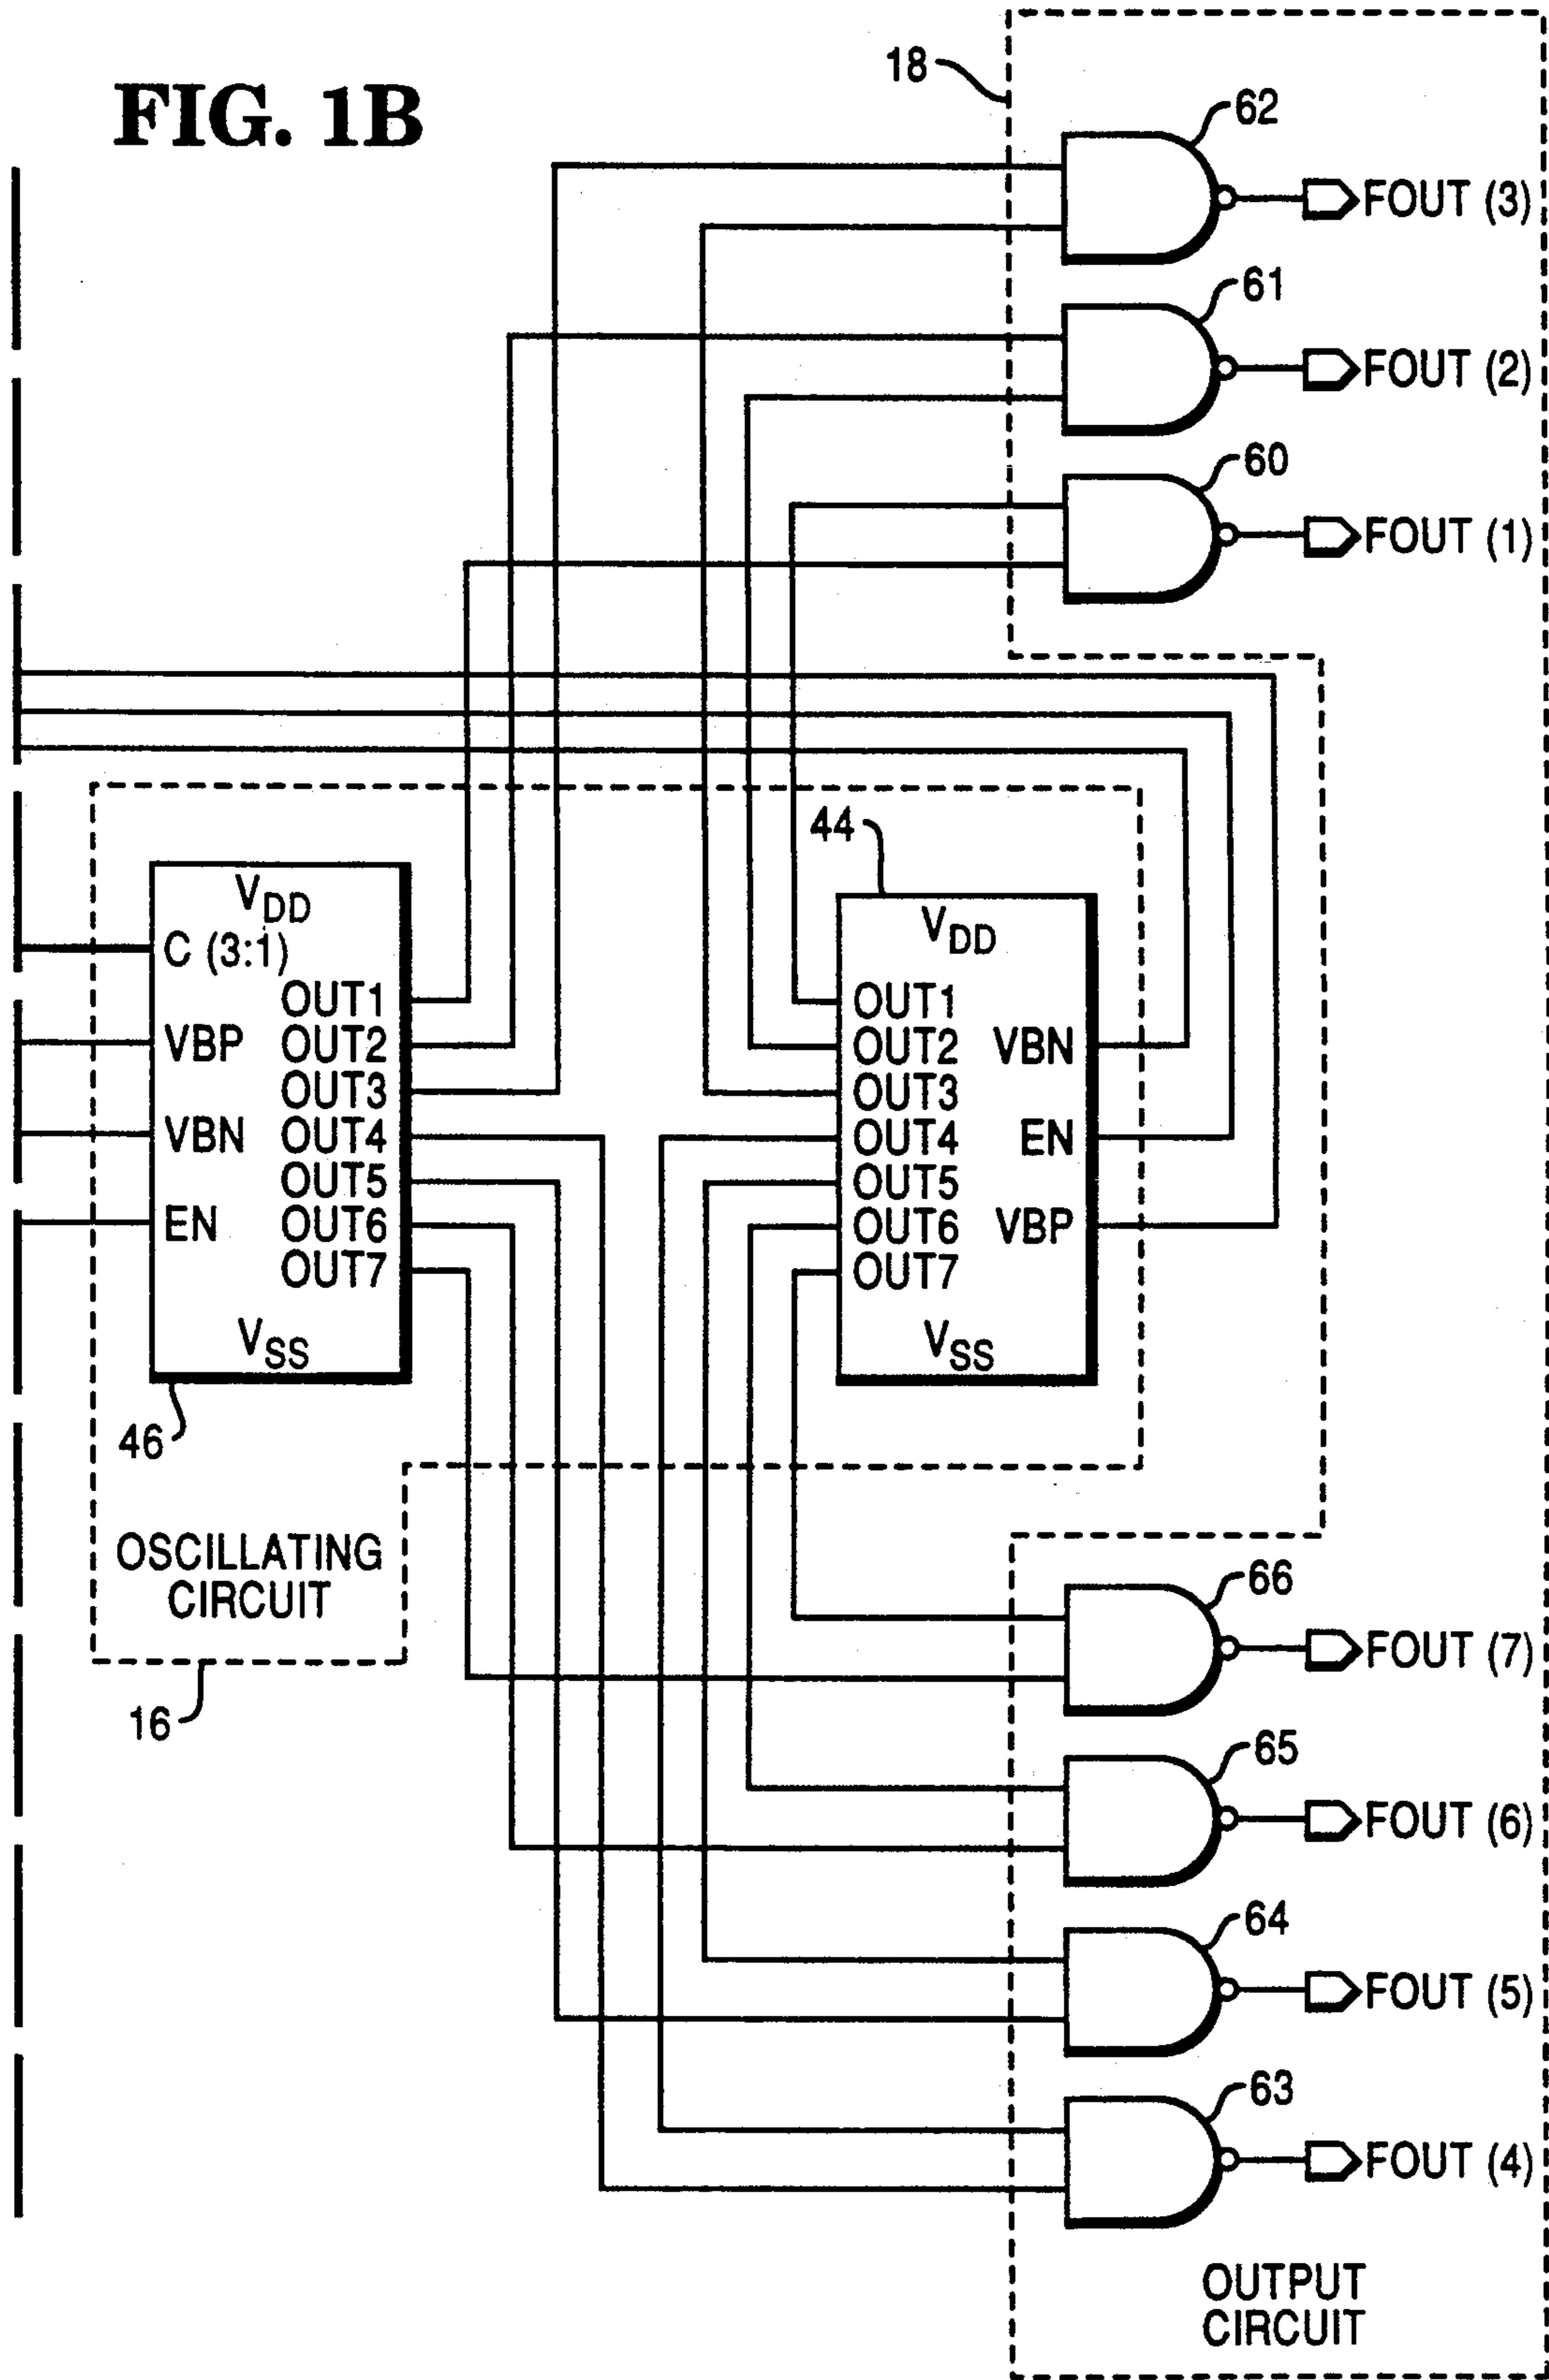 FIG. 1B
18
62
FOUT (3)
61
FOUT (2)
60
FOUT (1)
44
VDD
C (3:1)
VBP
VBN
EN
OUT1
OUT2
OUT3
OUT4
OUT5
OUT6
OUT7
VSS
46
VDD
OUT1
OUT2
OUT3
OUT4
OUT5
OUT6
OUT7
VBN
EN
VBP
VSS
OSCILLATING
CIRCUIT
16
66
FOUT (7)
65
FOUT (6)
64
FOUT (5)
63
FOUT (4)
OUTPUT
CIRCUIT